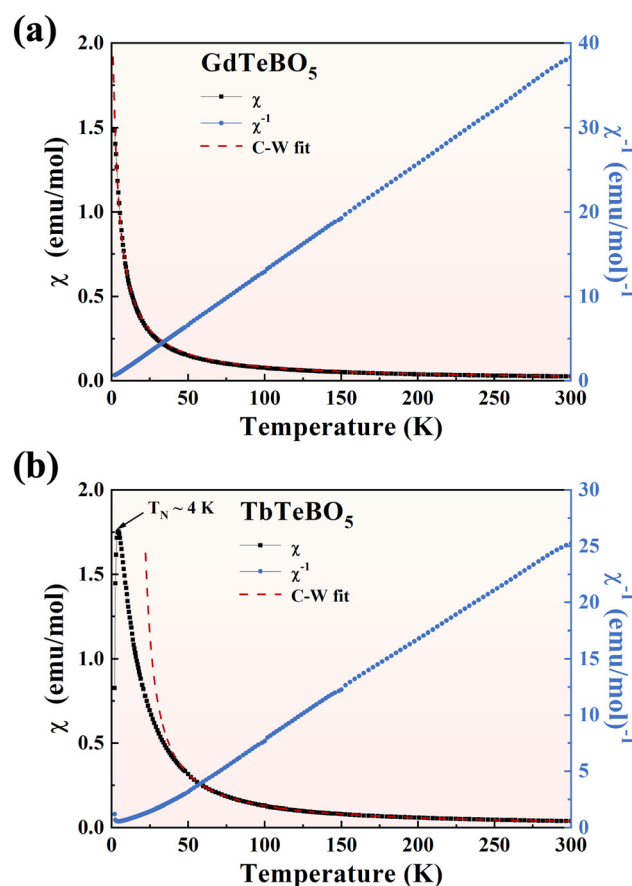 (a)
GdTeBO5
χ
χ-1
C-W fit
2.0
1.5
1.0
0.5
0.0
χ (emu/mol)
40
30
20
10
0
χ-1 (emu/mol)-1
0 50 100 150 200 250 300
Temperature (K)
(b)
TN ~ 4 K
TbTeBO5
χ
χ-1
C-W fit
2.0
1.5
1.0
0.5
0.0
χ (emu/mol)
30
25
20
15
10
5
0
χ-1 (emu/mol)-1
0 50 100 150 200 250 300
Temperature (K)